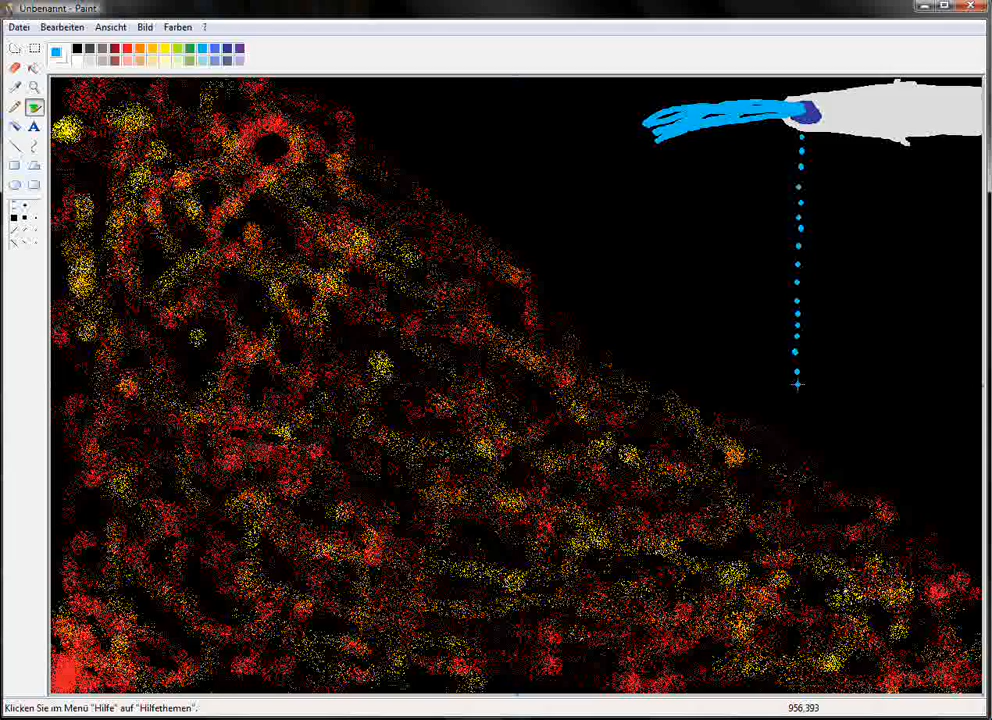 Unbenannt - Paint
Datei Bearbeiten Ansicht Bild Farben ?
A
Klicken Sie im Menü "Hilfe" auf "Hilfethemen".
956,393